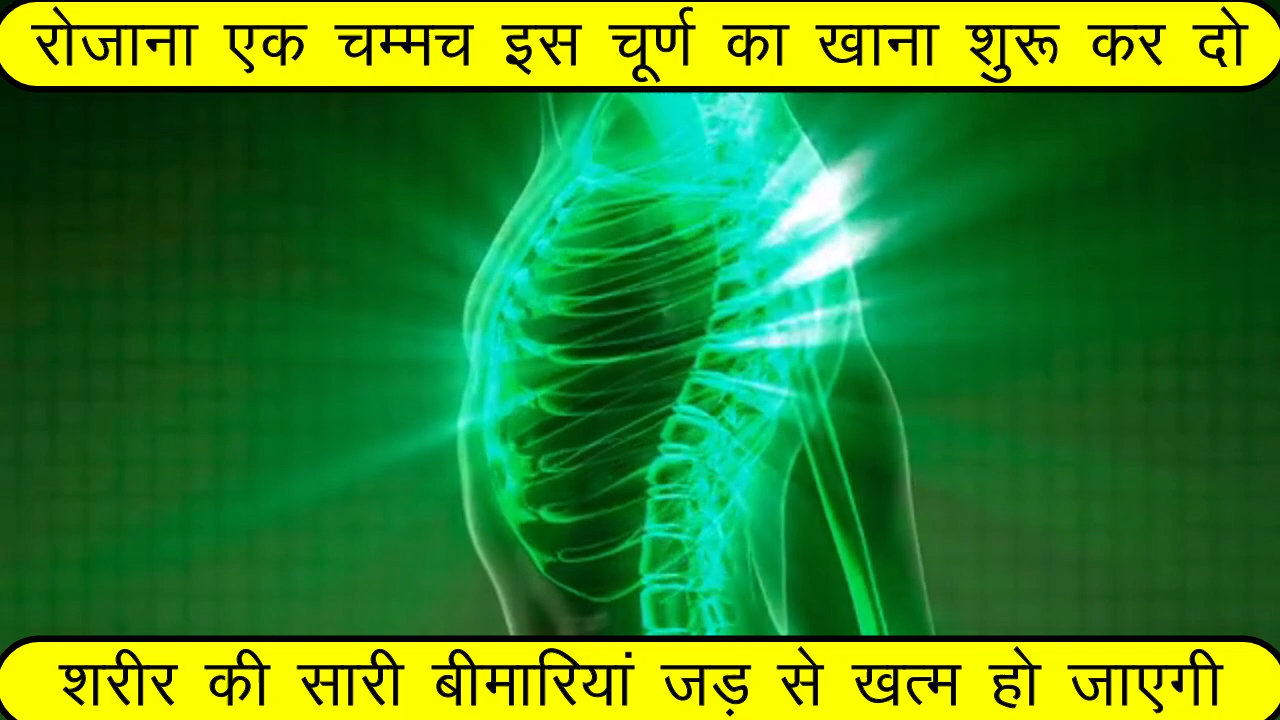 रोजाना एक चम्मच इस चूर्ण का खाना शुरू कर दो
शरीर की सारी बीमारियां जड़ से खत्म हो जाएगी